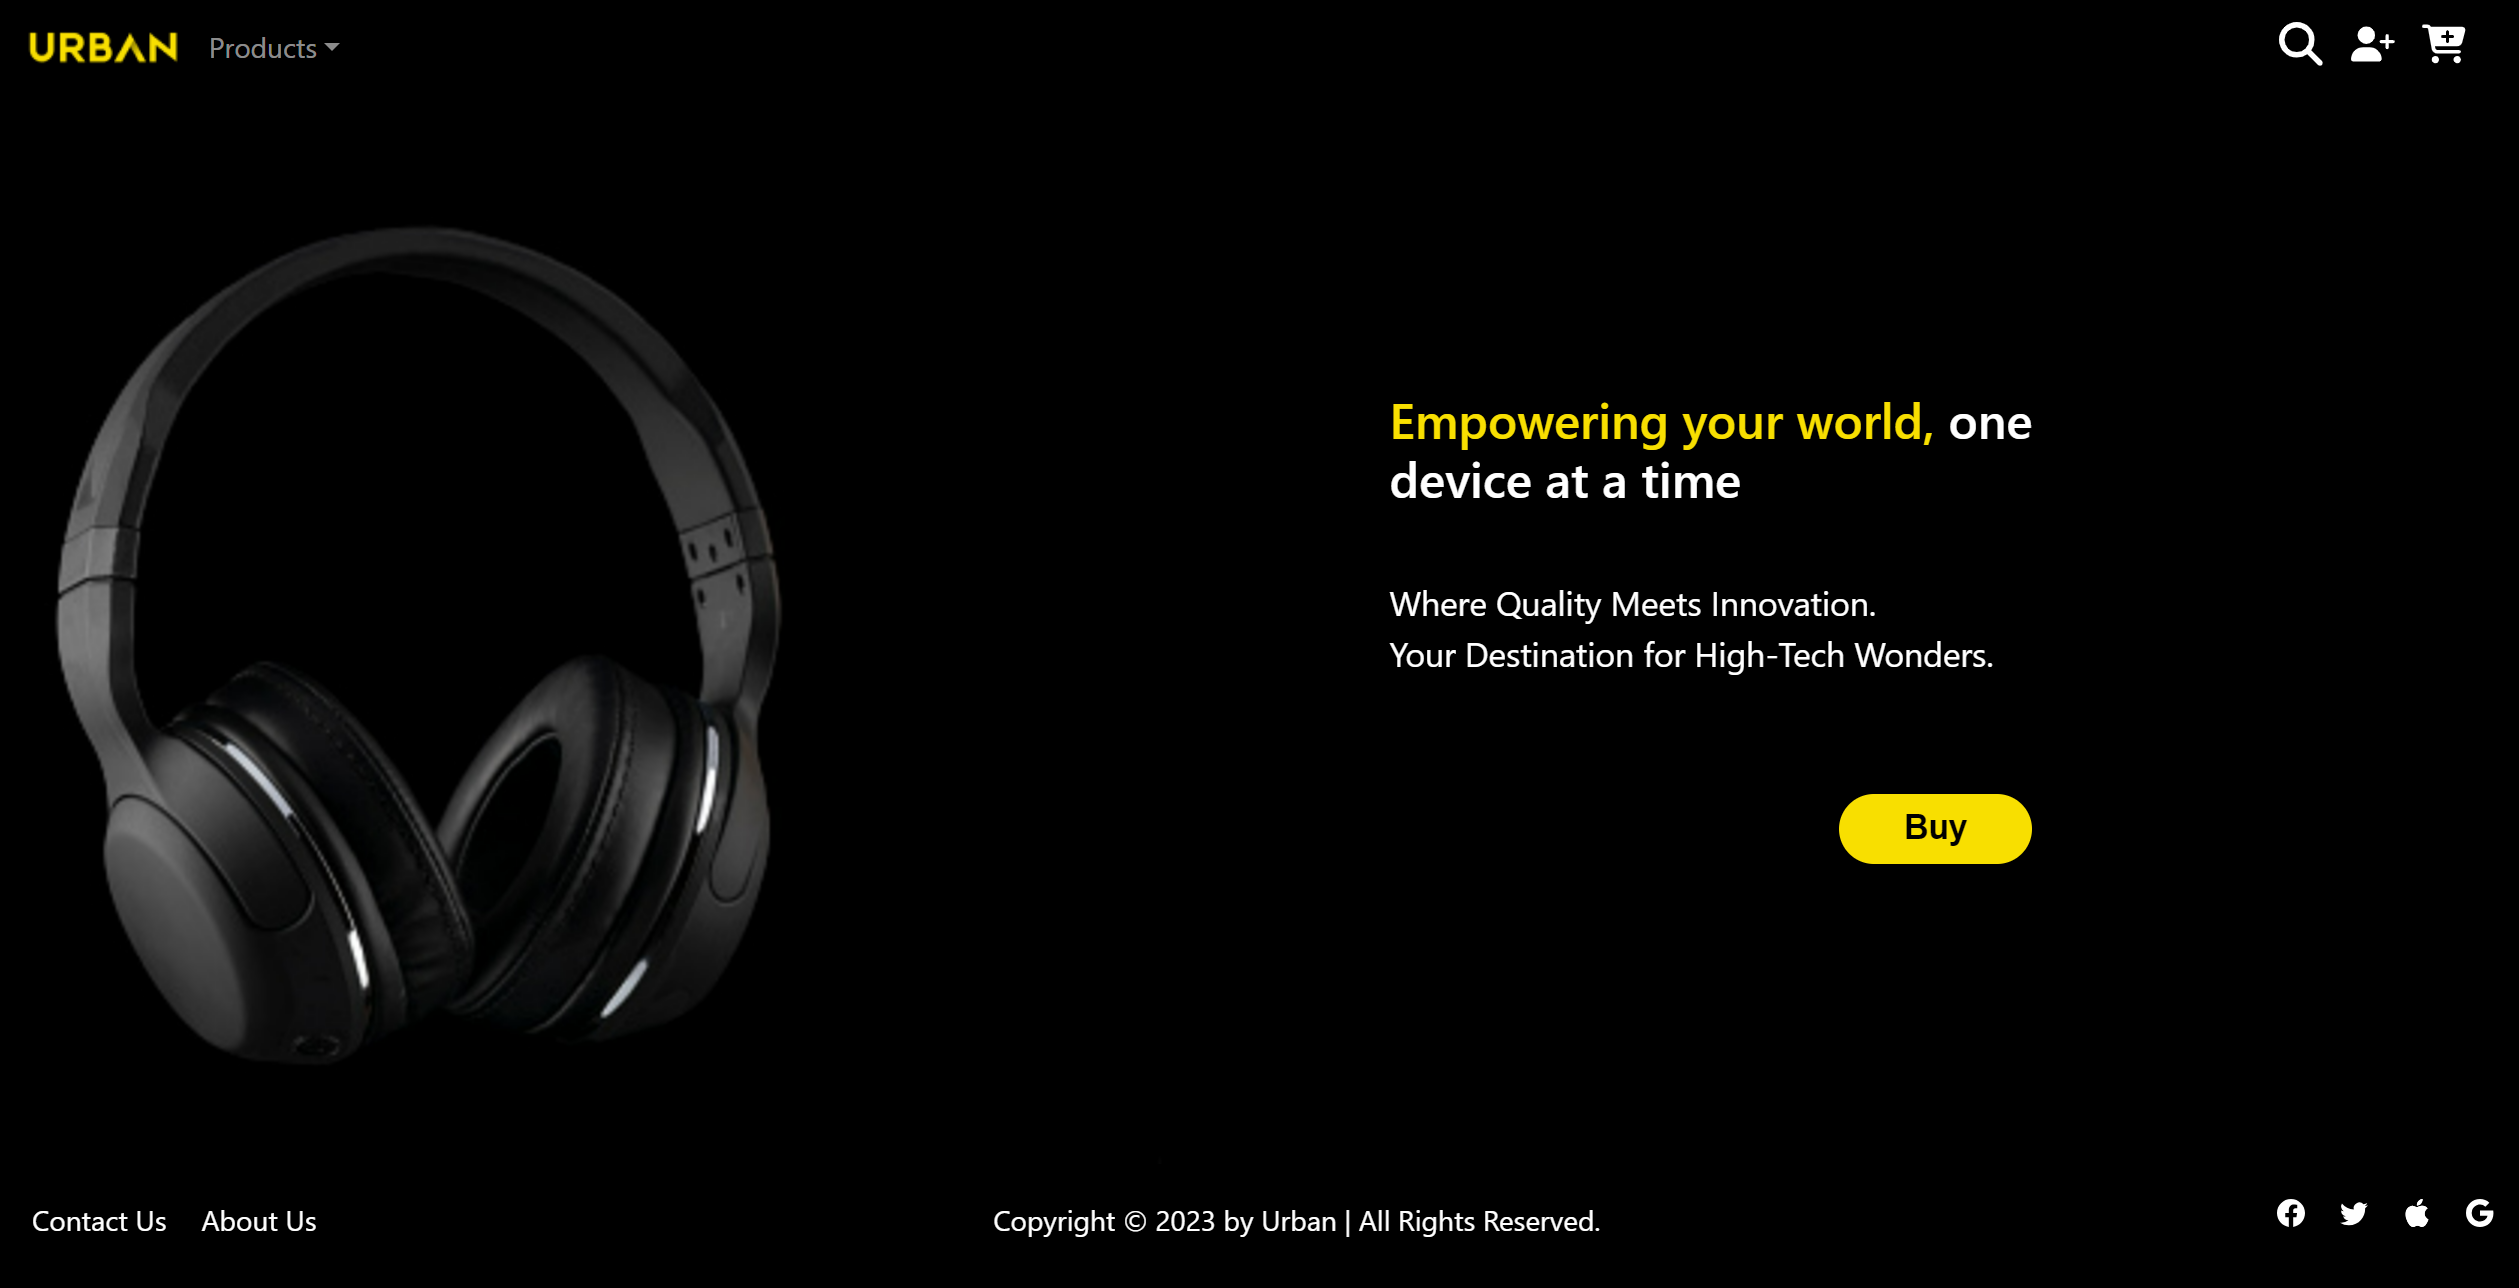 URBAN
Products
Empowering your world, one
device at a time
Where Quality Meets Innovation.
Your Destination for High-Tech Wonders.
Buy
Contact Us
About Us
Copyright © 2023 by Urban | All Rights Reserved.